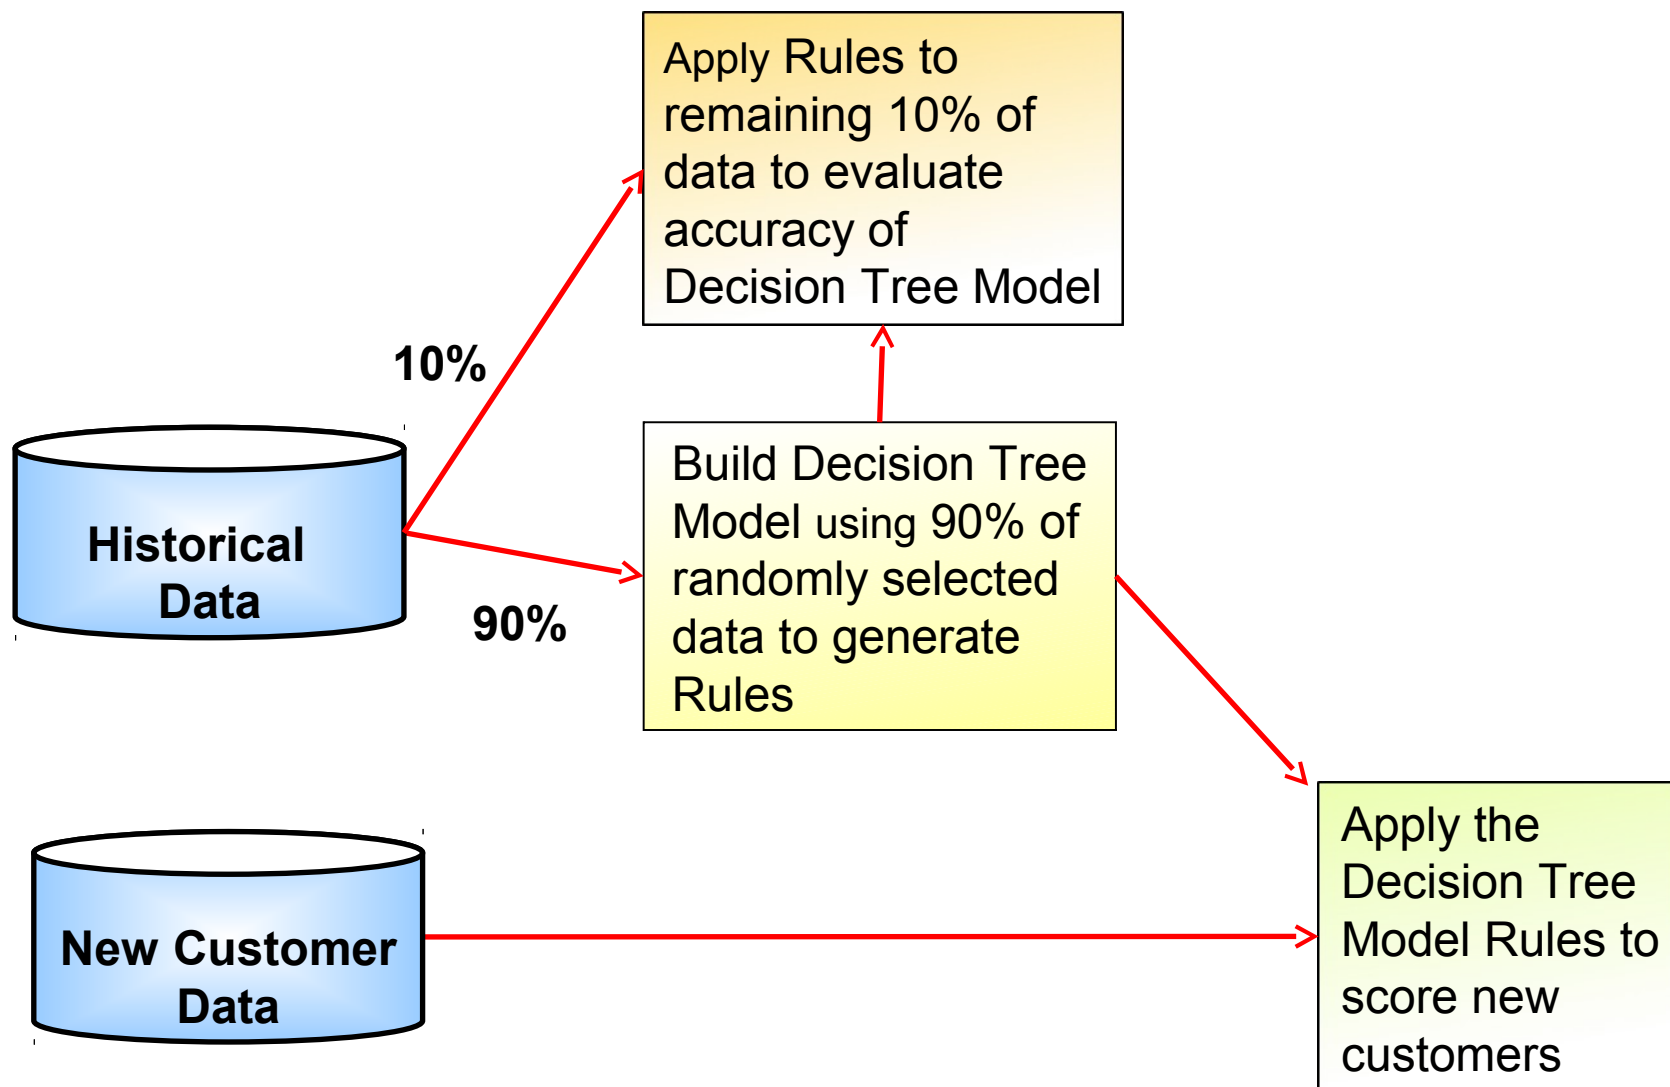 Apply Rules to
remaining 10% of
data to evaluate
accuracy of
Decision Tree Model
10%
Historical
Data
90%
Build Decision Tree
Model using 90% of
randomly selected
data to generate
Rules
New Customer
Data
Apply the
Decision Tree
Model Rules to
score new
customers